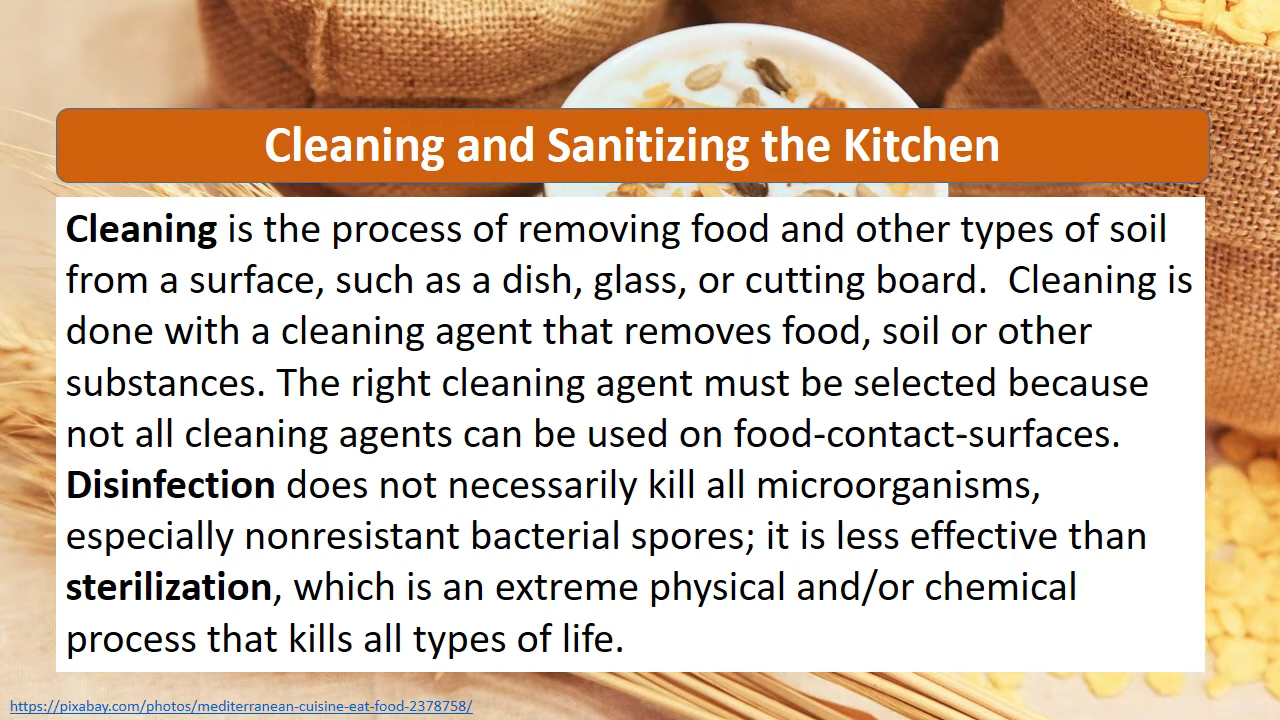 Cleaning and Sanitizing the Kitchen
Cleaning is the process of removing food and other types of soil
from a surface, such as a dish, glass, or cutting board.  Cleaning is
done with a cleaning agent that removes food, soil or other
substances. The right cleaning agent must be selected because
not all cleaning agents can be used on food-contact-surfaces.
Disinfection does not necessarily kill all microorganisms,
especially nonresistant bacterial spores; it is less effective than
sterilization, which is an extreme physical and/or chemical
process that kills all types of life.
https://pixabay.com/photos/mediterranean-cuisine-eat-food-2378758/